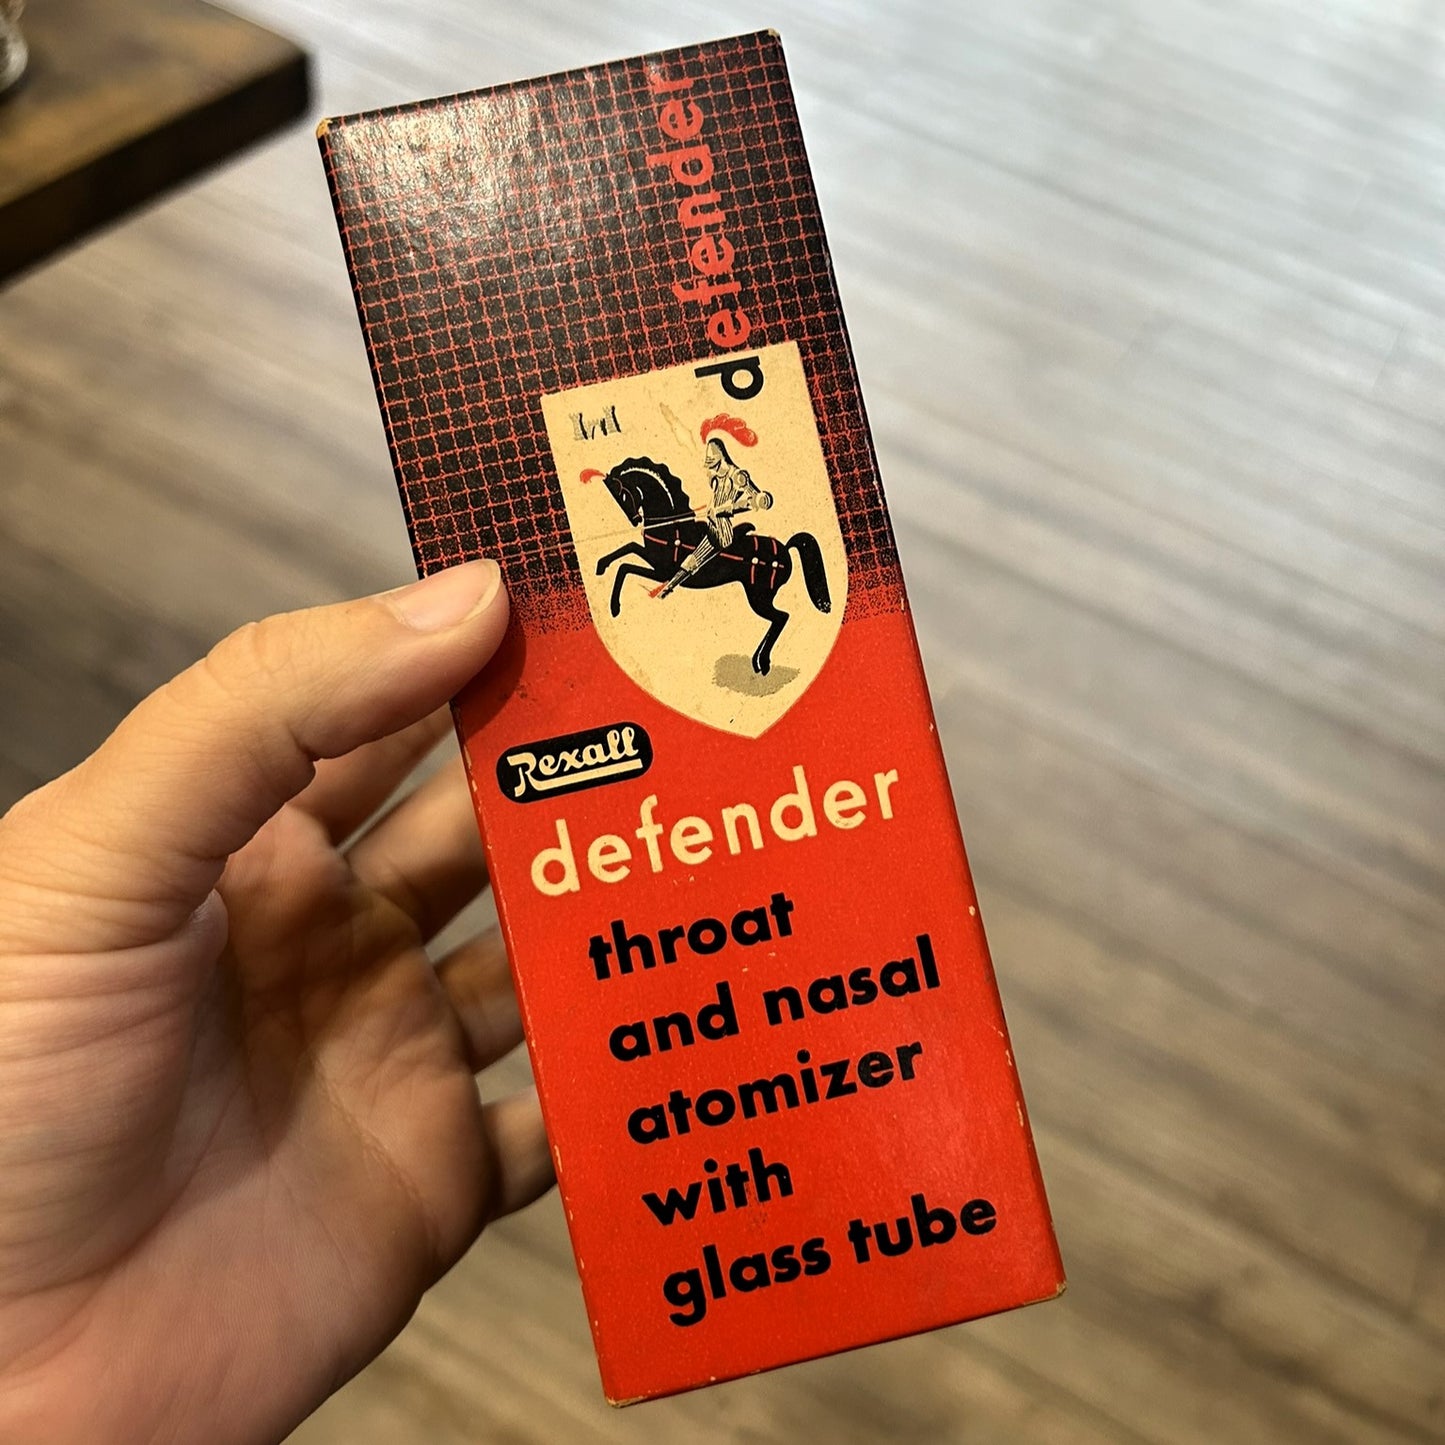 defender
Rexall
defender
throat
and nasal
atomizer
with
glass tube